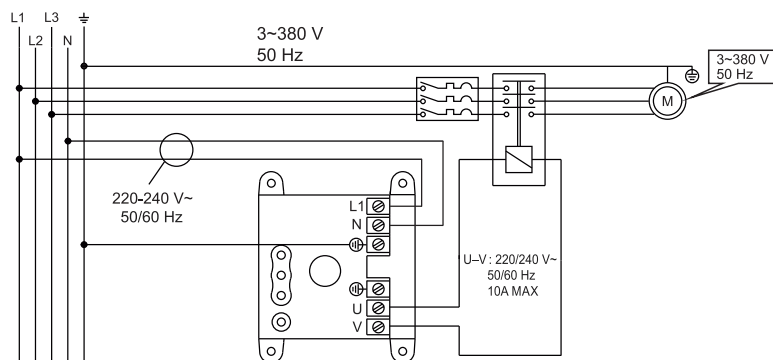 L1
L3
L2
N
3~380 V
50 Hz
3~380 V
50 Hz
M
220-240 V~
50/60 Hz
L1
N
U
V
U–V : 220/240 V~
50/60 Hz
10A MAX